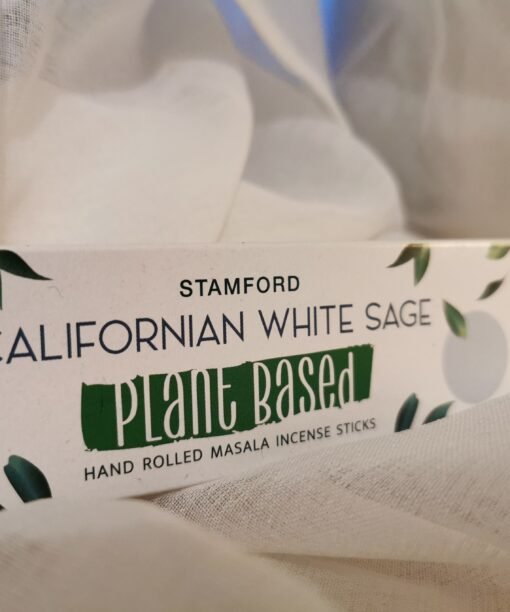 STAMFORD
CALIFORNIAN WHITE SAGE
PLANT BASED
HAND ROLLED MASALA INCENSE STICKS